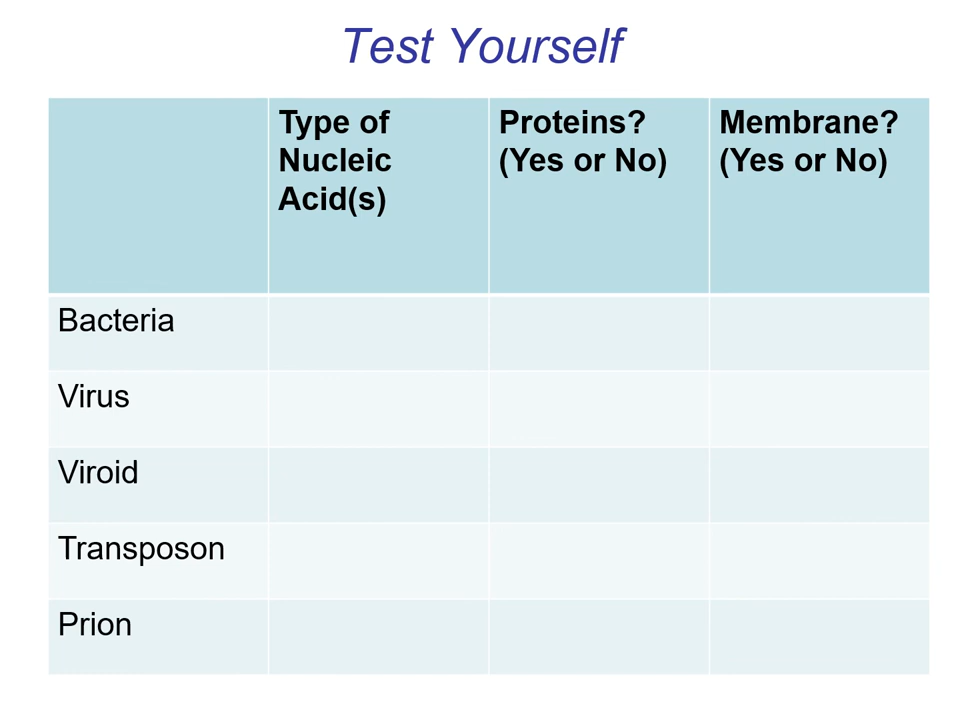 Test Yourself
Type of
Nucleic
Acid(s)
Proteins?
(Yes or No)
Membrane?
(Yes or No)
Bacteria
Virus
Viroid
Transposon
Prion